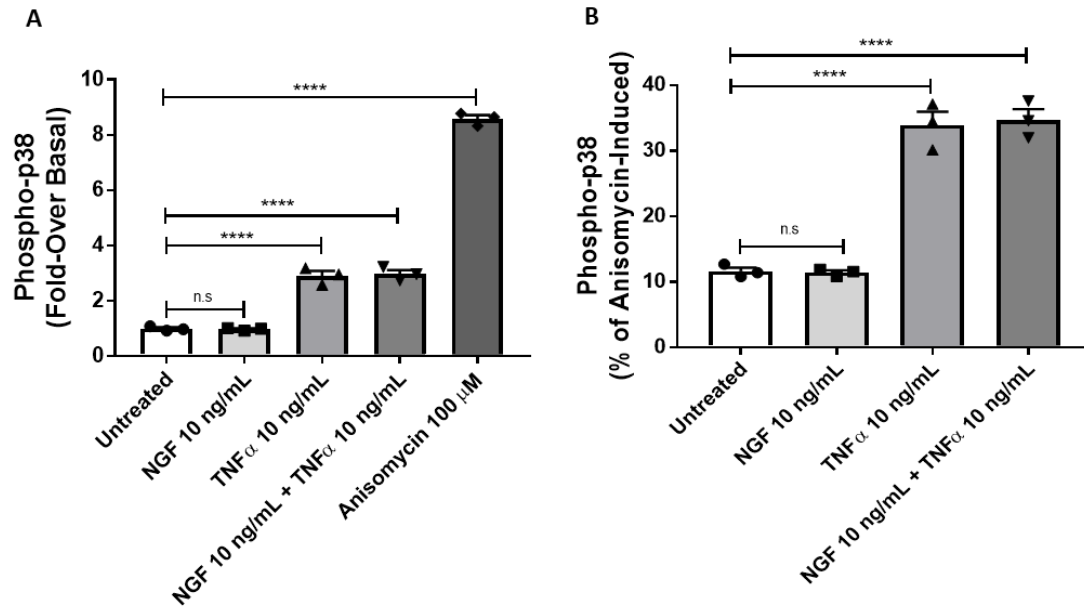 A
Phospho-p38
(Fold-Over Basal)
10
8
6
4
2
0
****
****
****
n.s
Untreated
NGF 10 ng/mL
TNFα 10 ng/mL
NGF 10 ng/mL + TNFα 10 ng/mL
Anisomycin 100 μM
B
Phospho-p38
(% of Anisomycin-Induced)
40
30
20
10
0
****
****
n.s
Untreated
NGF 10 ng/mL
TNFα 10 ng/mL
NGF 10 ng/mL + TNFα 10 ng/mL